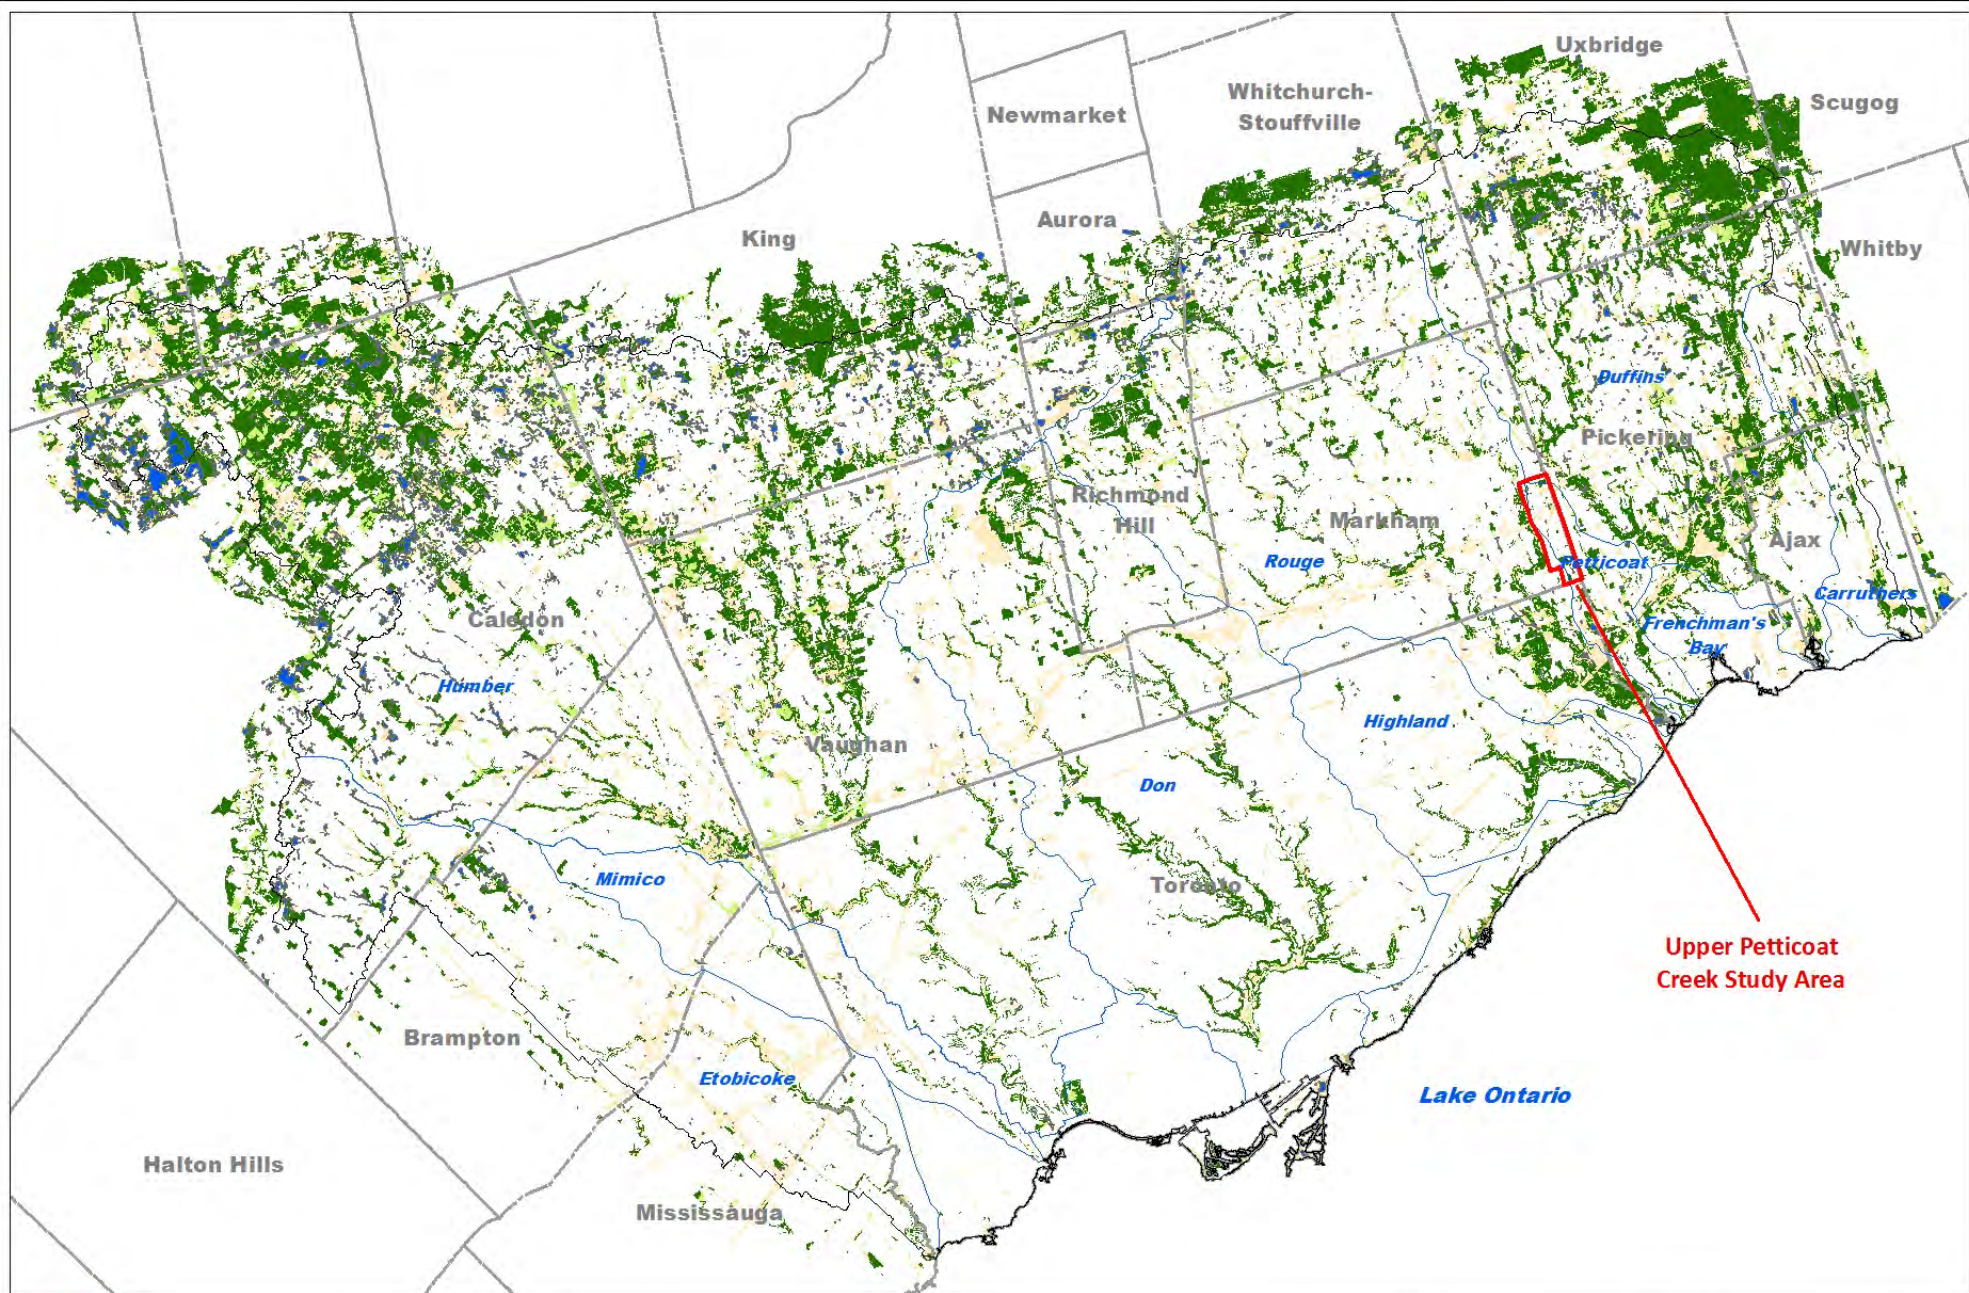 Uxbridge
Whitchurch-
Stouffville
Scugog
Newmarket
Aurora
King
Whitby
Duffins
Pickering
Richmond
Hill
Markham
Ajax
Rouge
Petticoat
Carruthers
Caledon
Frenchman's
Bay
Humber
Highland
Vaughan
Don
Mimico
Toronto
Upper Petticoat
Creek Study Area
Brampton
Etobicoke
Lake Ontario
Halton Hills
Mississauga